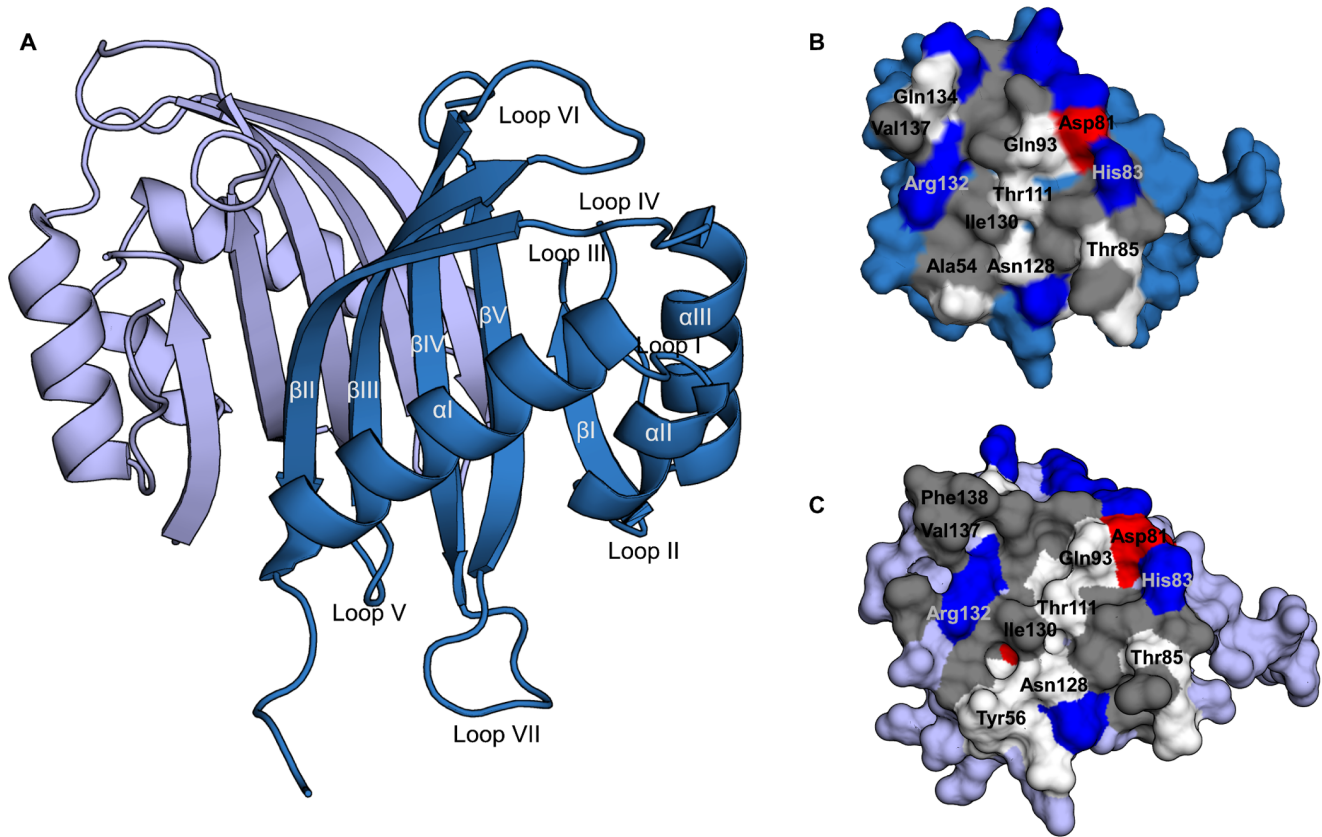 A
Loop VI
Loop IV
Loop III
βV
αIII
βIV
Loop I
βII
βIII
αI
βI
αII
Loop II
Loop V
Loop VII
B
Gln134
Asp81
Val137
Gln93
His83
Arg132
Thr111
Ile130
Thr85
Ala54
Asn128
C
Phe138
Val137
Asp81
Gln93
His83
Arg132
Thr111
Ile130
Thr85
Asn128
Tyr56